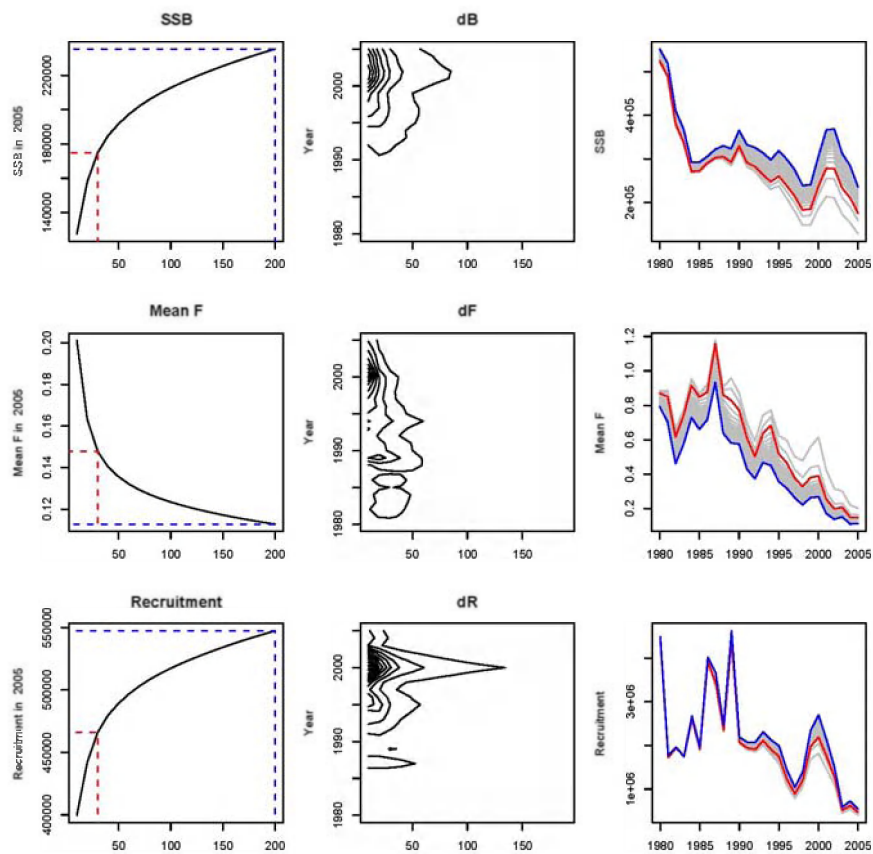 SSB
dB
SSB in 2005
140000 180000 220000
50 100 150 200
Year
1980 1990 2000
50 100 150
SSB
2e+05 4e+05
1980 1985 1990 1995 2000 2005
Mean F
dF
Mean F in 2005
0.12 0.14 0.16 0.18 0.20
50 100 150 200
Year
1980 1990 2000
50 100 150
Mean F
0.2 0.4 0.6 0.8 1.0 1.2
1980 1985 1990 1995 2000 2005
Recruitment
dR
Recruitment in 2005
400000 450000 500000 550000
50 100 150 200
Year
1980 1990 2000
50 100 150
Recruitment
1e+06 3e+06
1980 1985 1990 1995 2000 2005